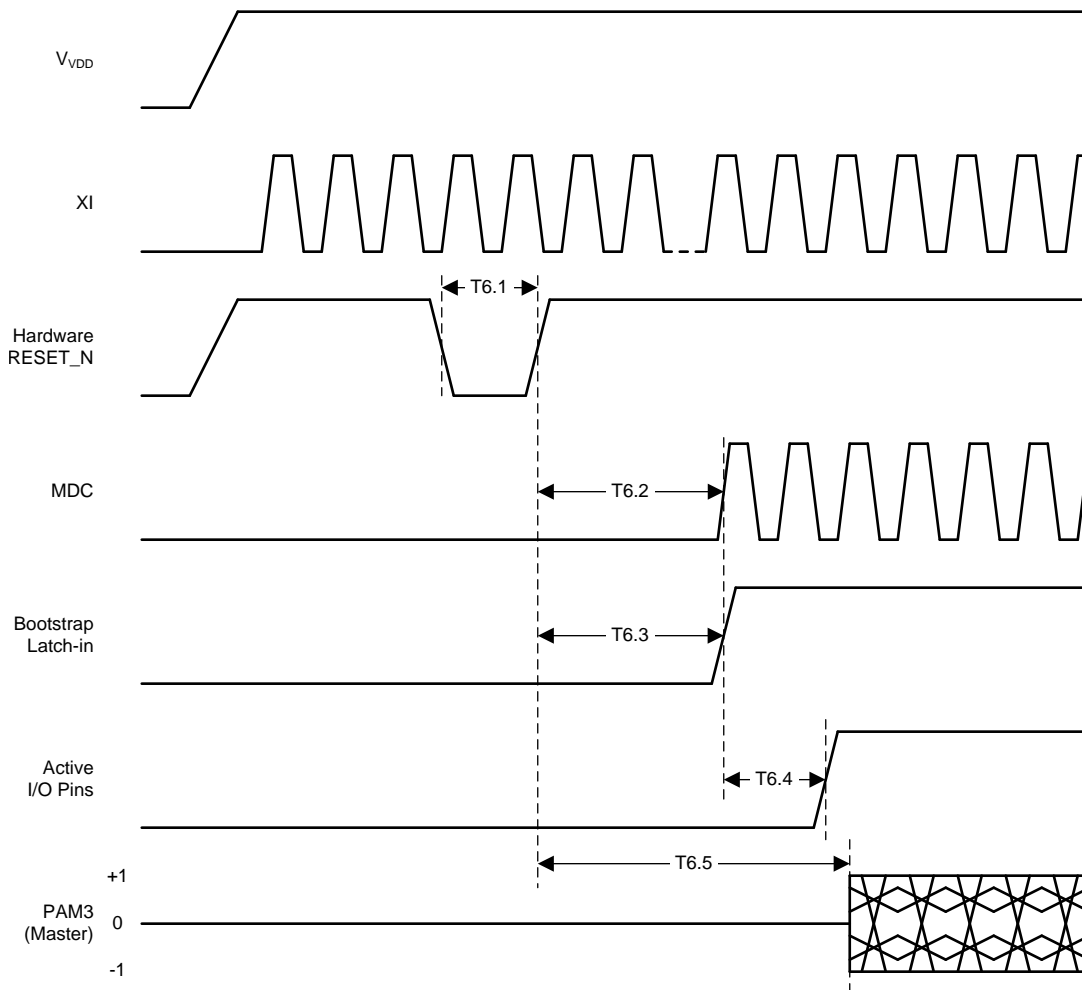 VVDD
XI
T6.1
Hardware
RESET_N
MDC
T6.2
Bootstrap
Latch-in
T6.3
Active
I/O Pins
T6.4
T6.5
+1
PAM3
(Master)
0
-1